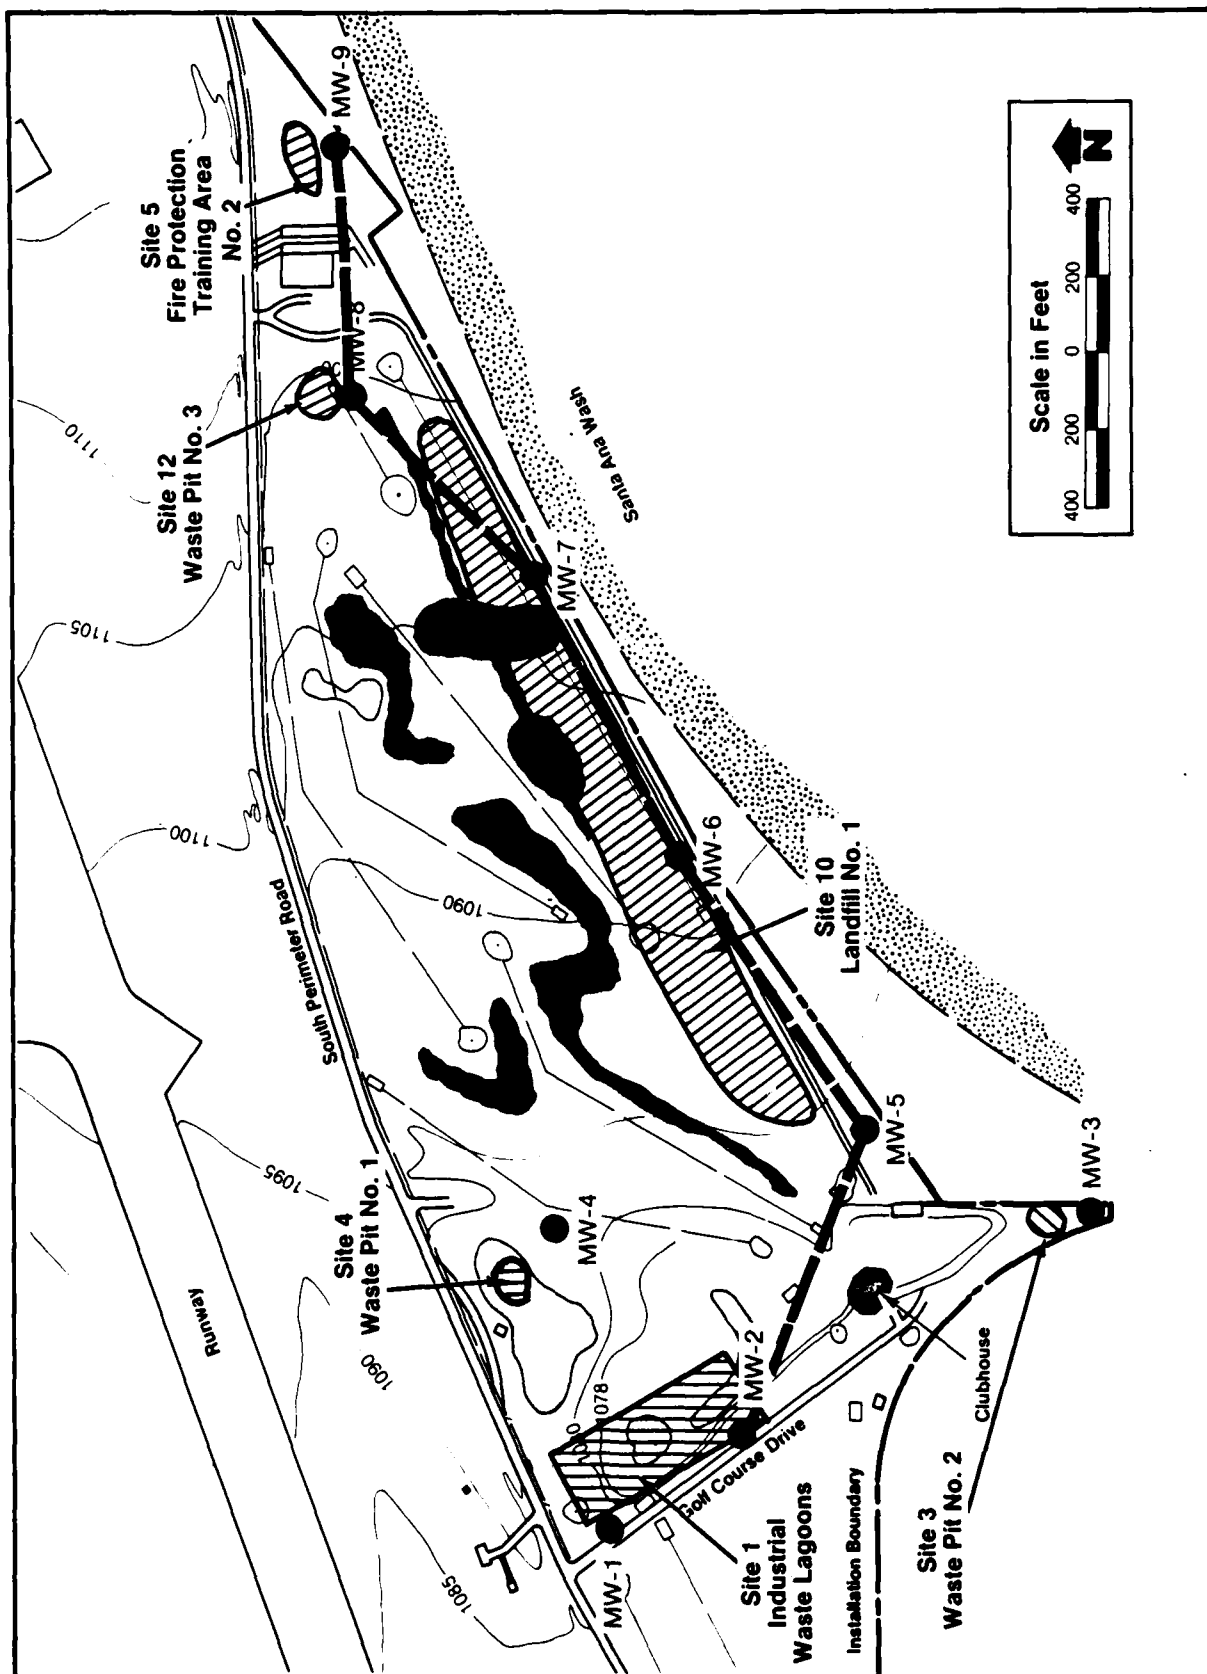 Site 5
Fire Protection
Training Area
No. 2
MW-9
Site 12
Waste Pit No. 3
MW-8
1110
1105
1100
Santa Ana Wash
MW-7
South Perimeter Road
1090
MW-6
Site 10
Landfill No. 1
Runway
1095
Site 4
Waste Pit No. 1
MW-4
MW-5
MW-3
1090
MW-2
1078
Clubhouse
Golf Course Drive
1085
MW-1
Site 1
Industrial
Waste Lagoons
Installation Boundary
Site 3
Waste Pit No. 2
Scale in Feet
400 200 0 200 400
N